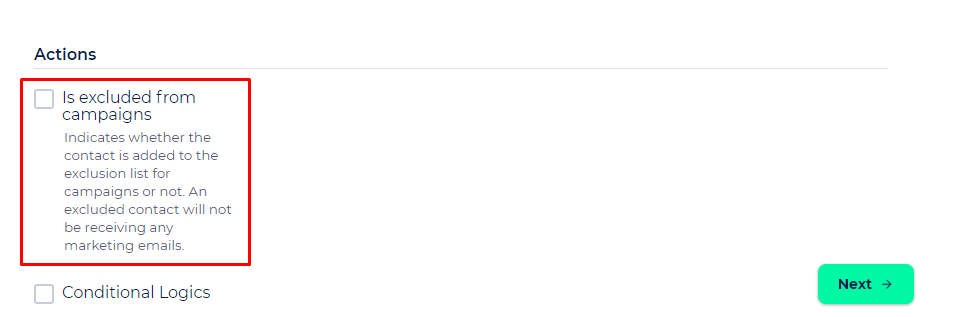 Actions
Is excluded from
campaigns
Indicates whether the
contact is added to the
exclusion list for
campaigns or not. An
excluded contact will not
be receiving any
marketing emails.
Next →
Conditional Logics